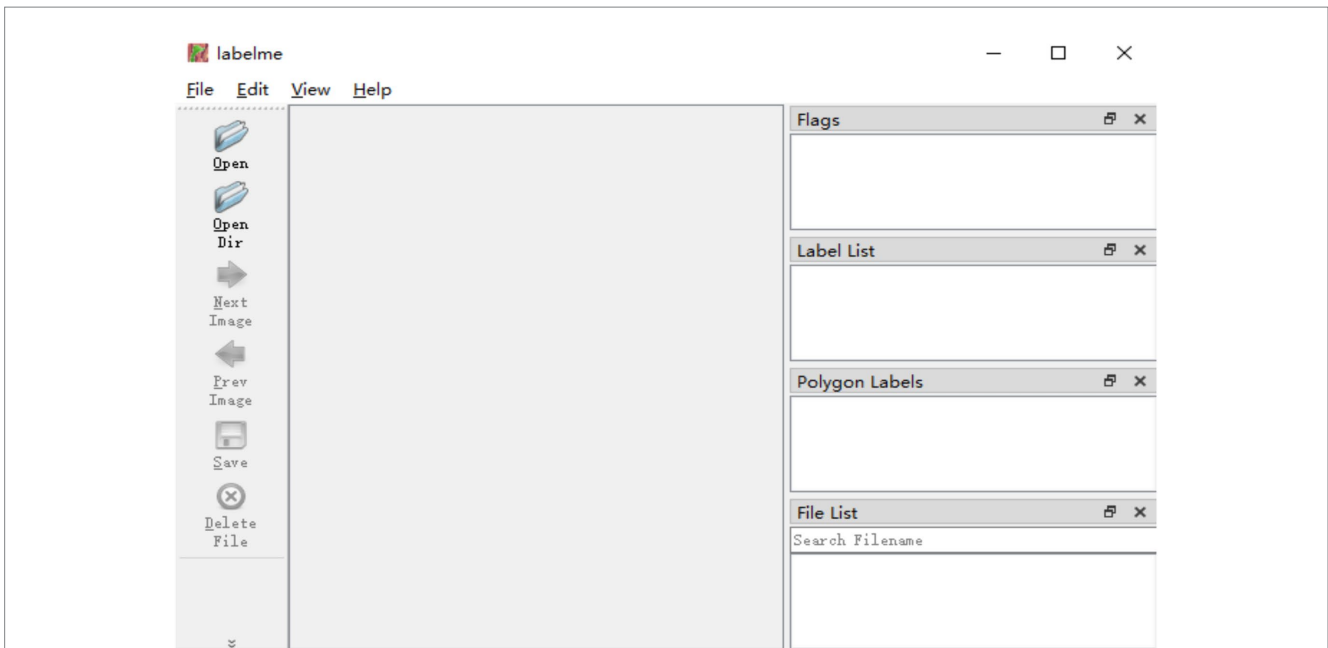 labelme
File Edit View Help
Open
Open
Dir
Next
Image
Prev
Image
Save
Delete
File
Flags
Label List
Polygon Labels
File List
Search Filename